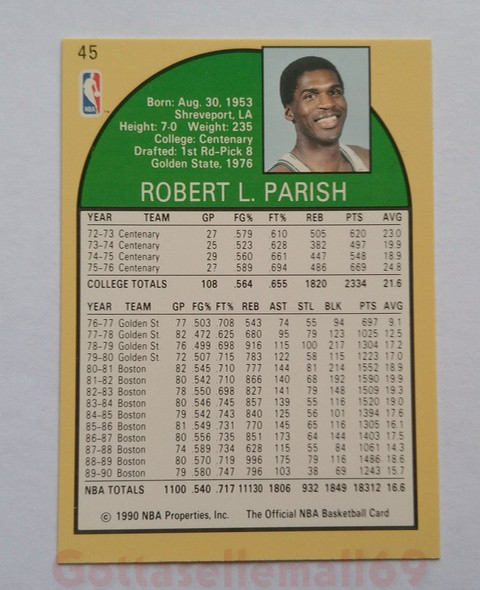 45
NBA
Born: Aug. 30, 1953
Shreveport, LA
Height: 7-0 Weight: 235
College: Centenary
Drafted: 1st Rd-Pick 8
Golden State, 1976
ROBERT L. PARISH
YEAR TEAM GP FG% FT% REB PTS AVG
72-73 Centenary 27 .579 .610 505 620 23.0
73-74 Centenary 25 .523 .628 382 497 19.9
74-75 Centenary 29 .560 .661 447 548 18.9
75-76 Centenary 27 .589 .694 486 669 24.8
COLLEGE TOTALS 108 .564 .655 1820 2334 21.6
YEAR TEAM GP FG% FT% REB AST STL BLK PTS AVG
76-77 Golden St. 77 .503 .708 543 74 55 94 697 9.1
77-78 Golden St. 82 .472 .625 680 95 79 123 1025 12.5
78-79 Golden St. 76 .499 .698 916 115 100 217 1304 17.2
79-80 Golden St. 72 .507 .715 783 122 58 115 1223 17.0
80-81 Boston 82 .545 .710 777 144 81 214 1552 18.9
81-82 Boston 80 .542 .710 866 140 68 192 1590 19.9
82-83 Boston 78 .550 .698 827 141 79 148 1509 19.3
83-84 Boston 80 .546 .745 857 139 55 116 1520 19.0
84-85 Boston 79 .542 .743 840 125 56 101 1394 17.6
85-86 Boston 81 .549 .731 770 145 65 116 1305 16.1
86-87 Boston 80 .556 .735 851 173 64 144 1403 17.5
87-88 Boston 74 .589 .734 628 115 55 84 1061 14.3
88-89 Boston 80 .570 .719 996 175 79 116 1486 18.6
89-90 Boston 79 .580 .747 796 103 38 69 1243 15.7
NBA TOTALS 1100 .540 .717 11130 1806 932 1849 18312 16.6
© 1990 NBA Properties, Inc. The Official NBA Basketball Card
Gottasellemall69